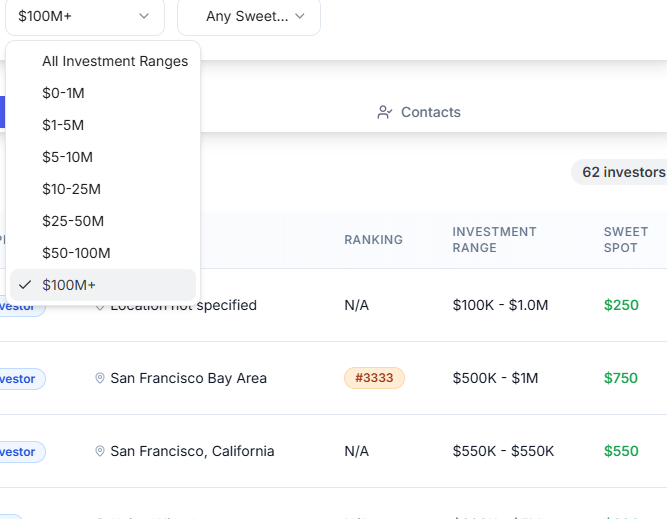 $100M+
Any Sweet...
All Investment Ranges
$0-1M
$1-5M
$5-10M
$10-25M
$25-50M
$50-100M
$100M+
Contacts
62 investors
RANKING
INVESTMENT
RANGE
SWEET
SPOT
Location not specified
N/A
$100K - $1.0M
$250
vestor
San Francisco Bay Area
#3333
$500K - $1M
$750
vestor
San Francisco, California
N/A
$550K - $550K
$550